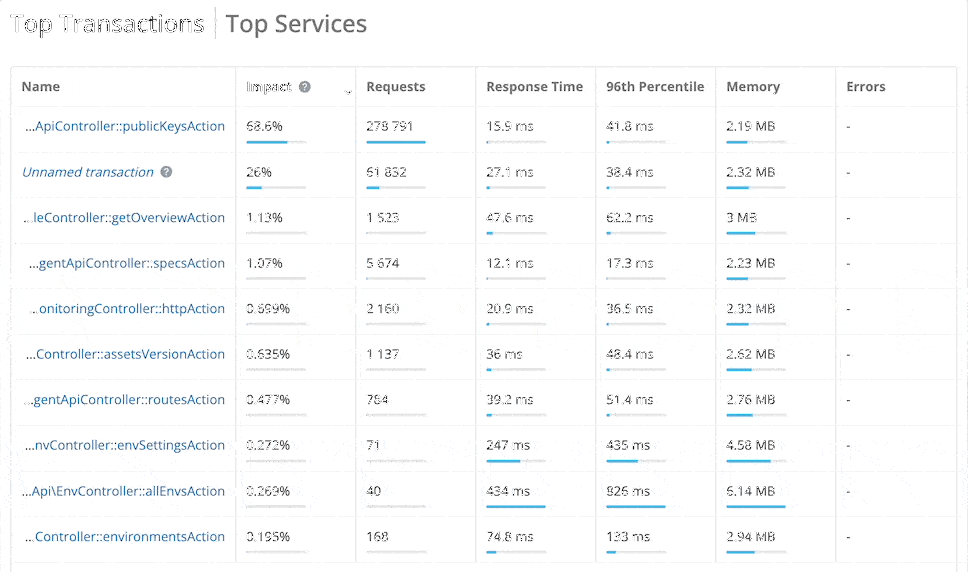 Top Transactions Top Services
Name Impact Requests Response Time 96th Percentile Memory Errors
...ApiController::publicKeysAction 68.6% 278 791 15.9 ms 41.8 ms 2.19 MB -
Unnamed transaction 26% 61 832 27.1 ms 38.4 ms 2.32 MB -
...leController::getOverviewAction 1.13% 1 523 47.6 ms 62.2 ms 3 MB -
...gentApiController::specsAction 1.07% 5 674 12.1 ms 17.3 ms 2.23 MB -
...onitoringController::httpAction 0.699% 2 160 20.9 ms 36.5 ms 2.32 MB -
...Controller::assetsVersionAction 0.635% 1 137 36 ms 48.4 ms 2.62 MB -
...gentApiController::routesAction 0.477% 784 39.2 ms 51.4 ms 2.76 MB -
...nvController::envSettingsAction 0.272% 71 247 ms 435 ms 4.58 MB -
...Api\EnvController::allEnvsAction 0.269% 40 434 ms 826 ms 6.14 MB -
...Controller::environmentsAction 0.195% 168 74.8 ms 133 ms 2.94 MB -